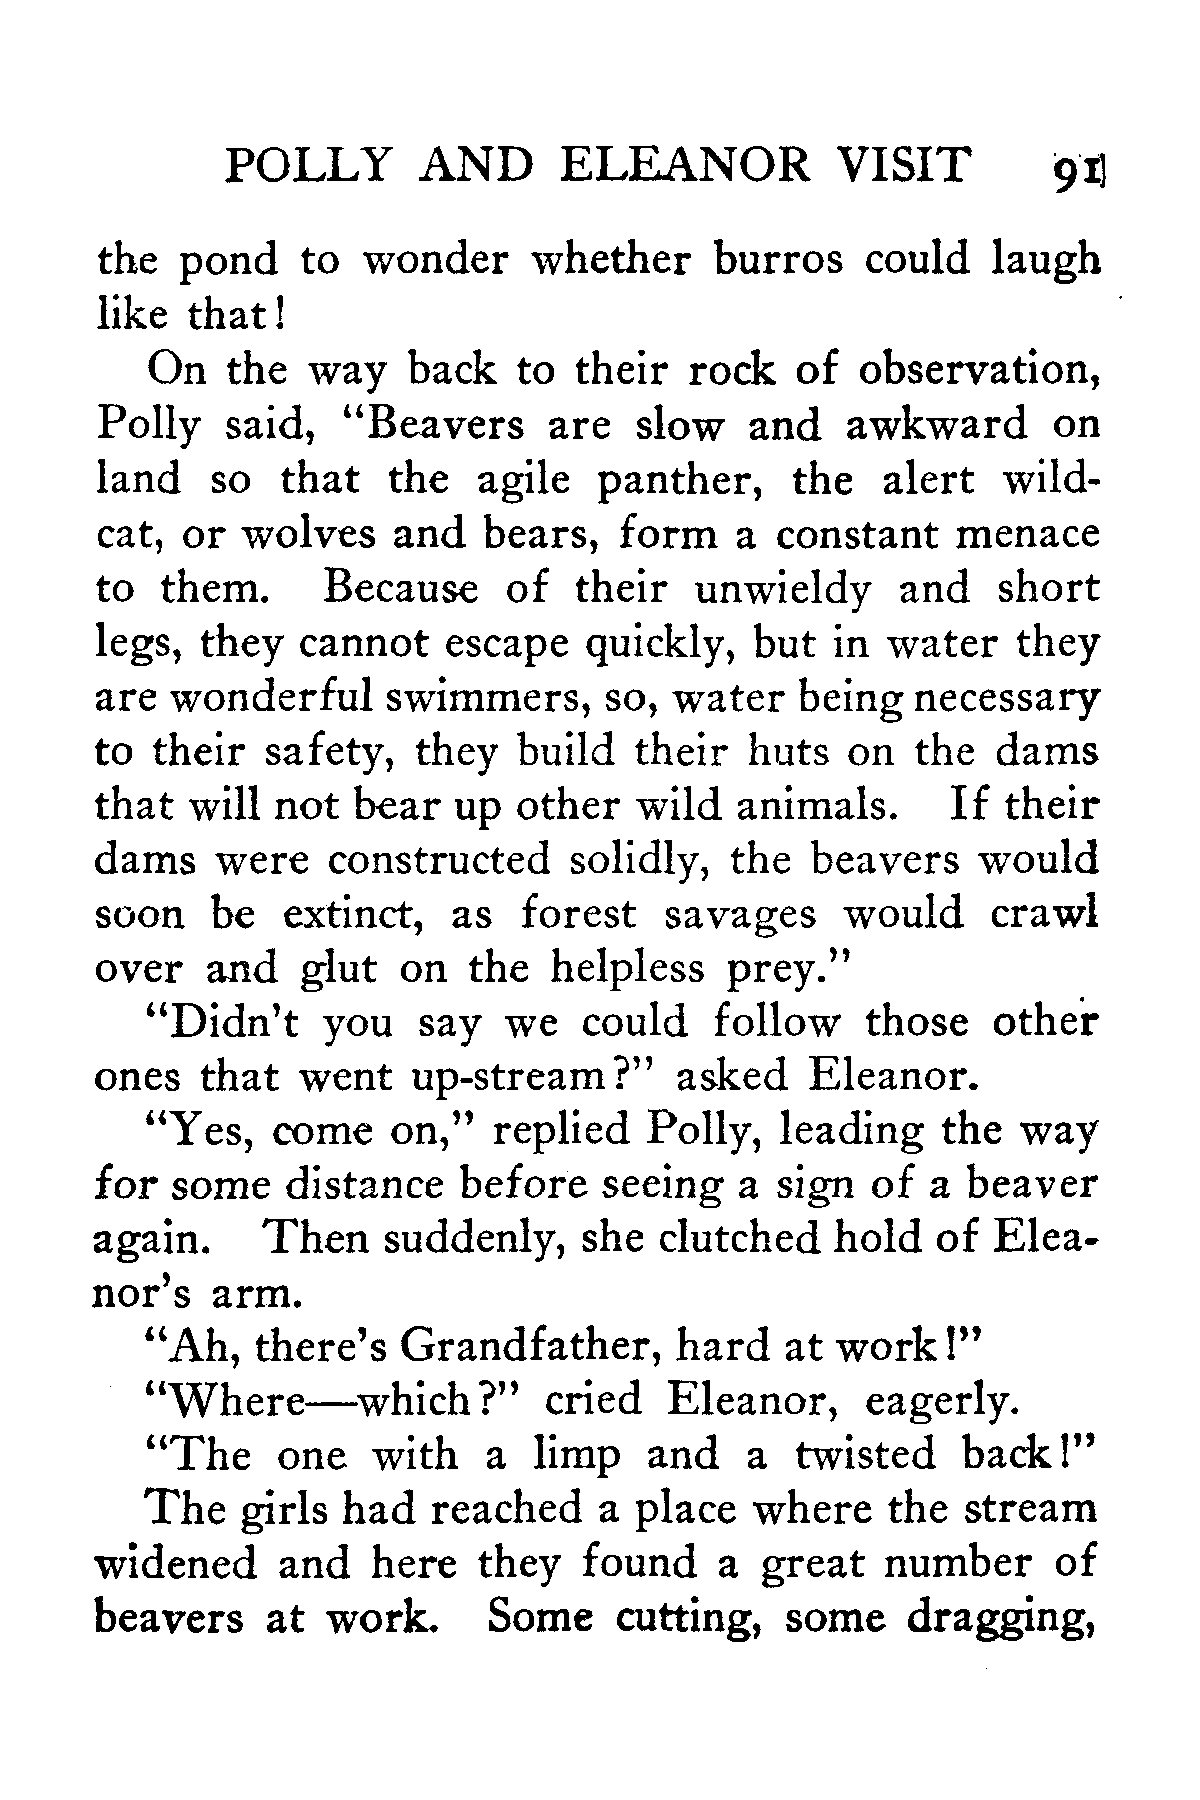 POLLY AND ELEANOR VISIT 91
the pond to wonder whether burros could laugh
like that!
On the way back to their rock of observation,
Polly said, “Beavers are slow and awkward on
land so that the agile panther, the alert wild-
cat, or wolves and bears, form a constant menace
to them. Because of their unwieldy and short
legs, they cannot escape quickly, but in water they
are wonderful swimmers, so, water being necessary
to their safety, they build their huts on the dams
that will not bear up other wild animals. If their
dams were constructed solidly, the beavers would
soon be extinct, as forest savages would crawl
over and glut on the helpless prey.”
“Didn’t you say we could follow those other
ones that went up-stream?” asked Eleanor.
“Yes, come on,” replied Polly, leading the way
for some distance before seeing a sign of a beaver
again. Then suddenly, she clutched hold of Elea-
nor’s arm.
“Ah, there’s Grandfather, hard at work!”
“Where—which?” cried Eleanor, eagerly.
“The one with a limp and a twisted back!”
The girls had reached a place where the stream
widened and here they found a great number of
beavers at work. Some cutting, some dragging,